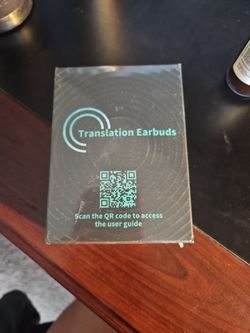 Translation Earbuds
Scan the QR code to access
the user guide